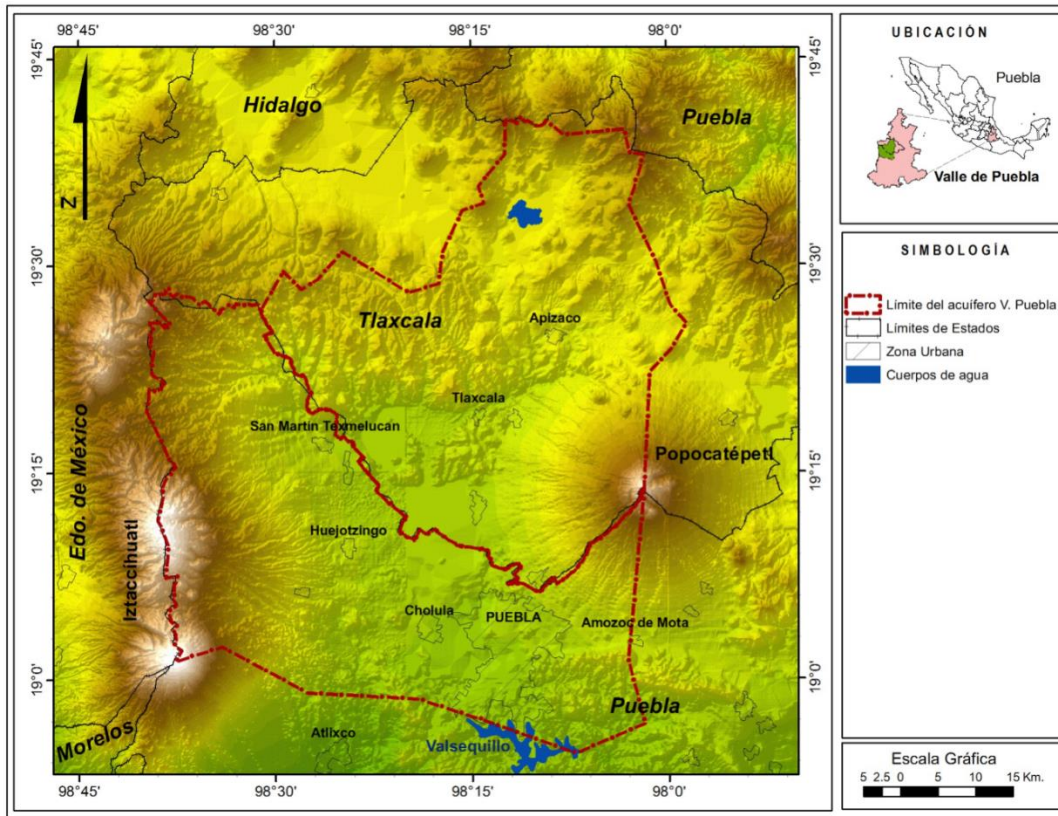 98°45'
98°30'
98°15'
98°0'
19°45'
19°30'
19°15'
19°0'
N
Hidalgo
Puebla
Tlaxcala
Apizaco
Tlaxcala
San Martín Texmelucan
Popocatépetl
Edo. de México
Iztaccihuatl
Huejotzingo
Cholula
PUEBLA
Amozoc de Mota
Puebla
Morelos
Atlixco
Valsequillo
19°45'
19°30'
19°15'
19°0'
98°45'
98°30'
98°15'
98°0'
UBICACIÓN
Puebla
Valle de Puebla
SIMBOLOGÍA
Límite del acuífero V. Puebla
Límites de Estados
Zona Urbana
Cuerpos de agua
Escala Gráfica
5 2.5 0 5 10 15 Km.